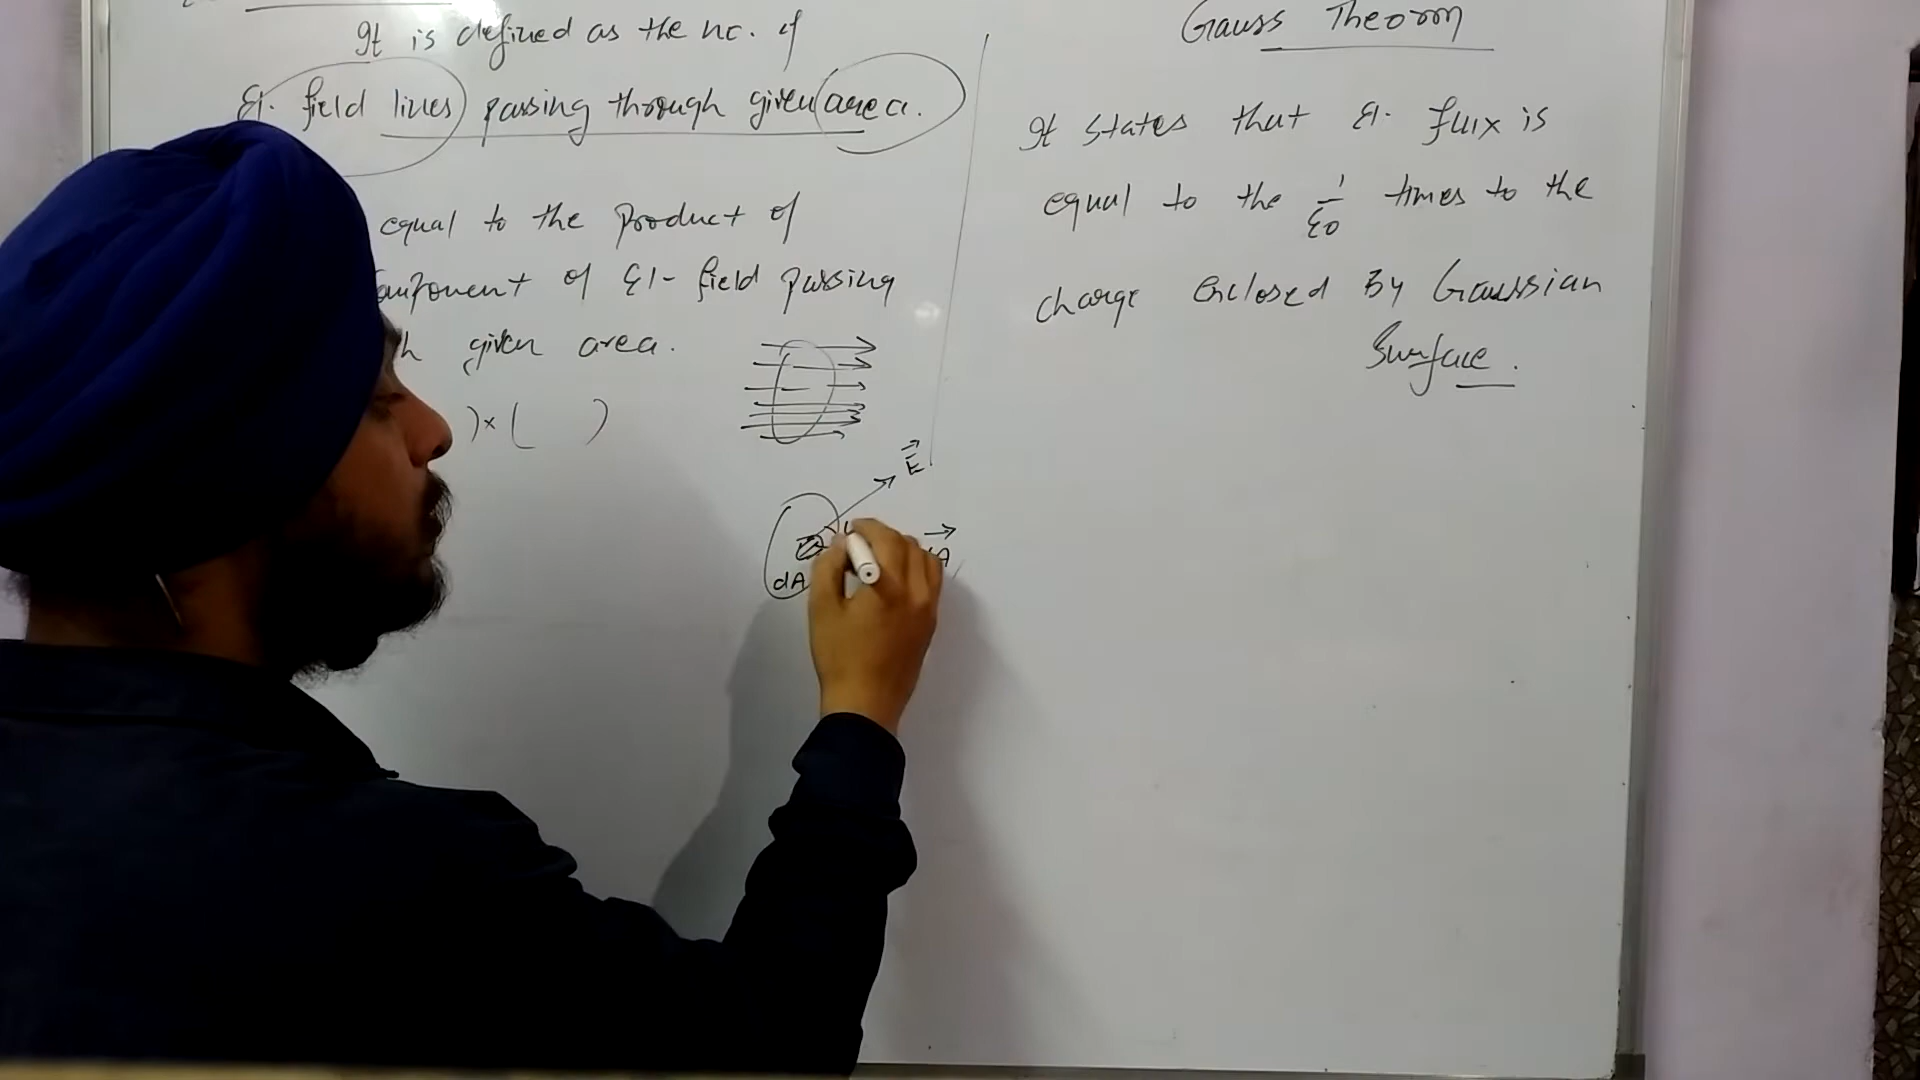 It is defined as the no. of
El. field lines passing through given area.
equal to the product of
component of El- field passing
given area.
) × ( )
E
dA
Gauss Theorm
It states that El. flux is
equal to the 1/ε0 times to the
charge Enclosed By Gaussian
Surface.